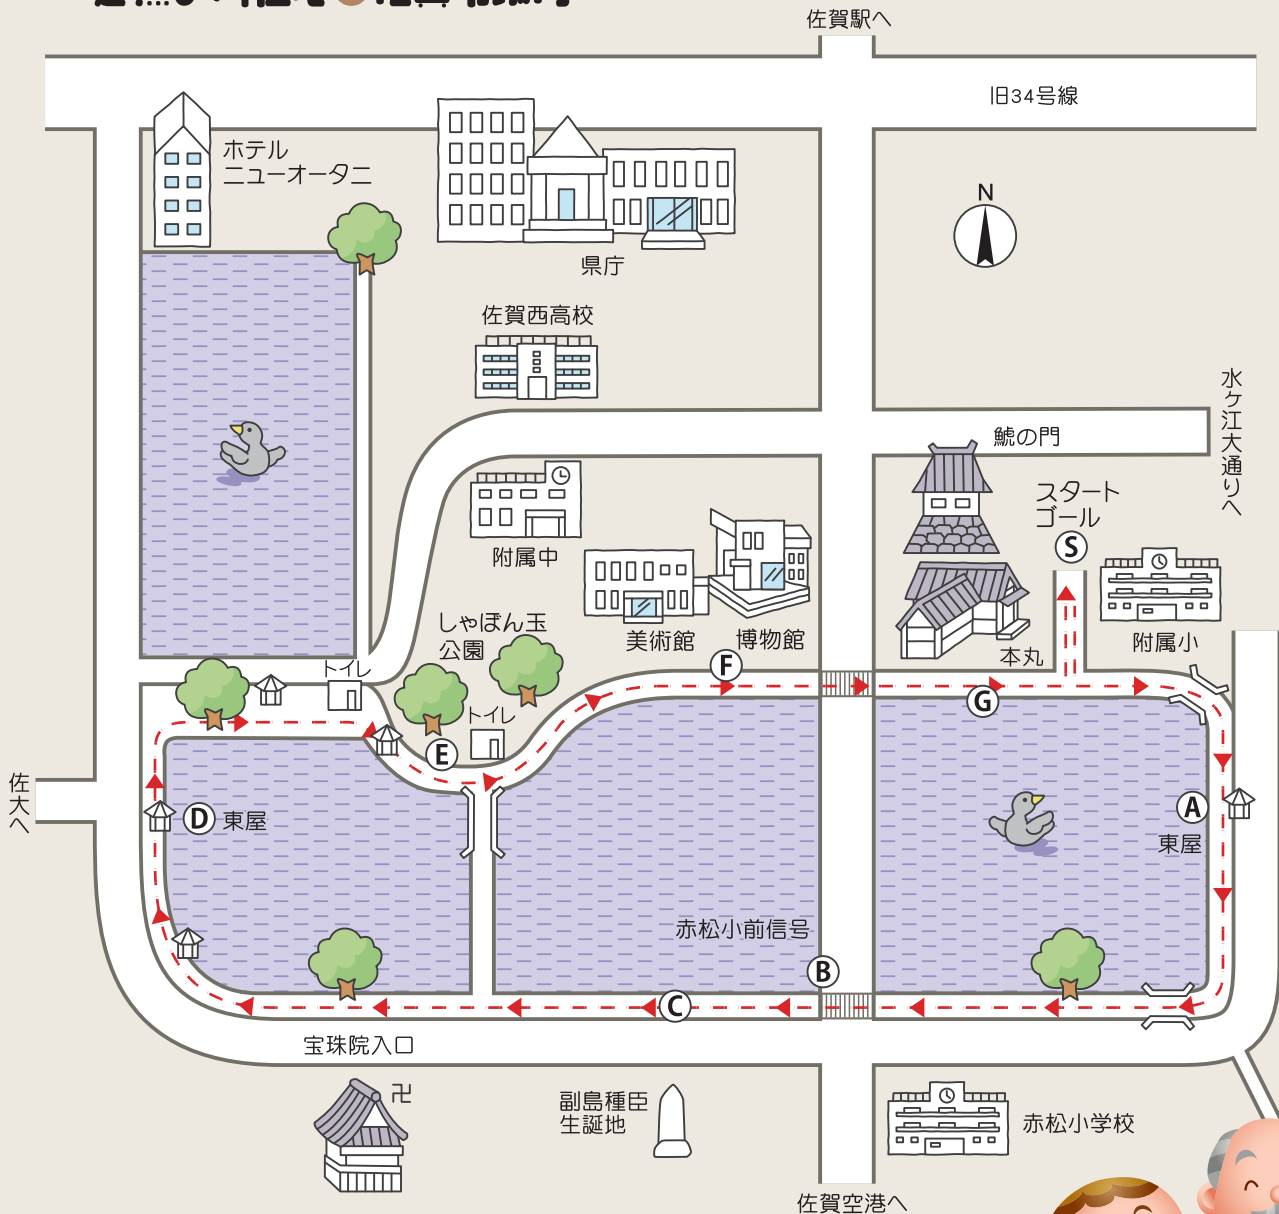 佐賀駅へ
旧34号線
ホテル
ニューオータニ
N
県庁
佐賀西高校
水ケ江大通りへ
鯱の門
スタート
ゴール
S
附属中
附属小
しゃぼん玉
公園
美術館
博物館
本丸
トイレ
F
G
トイレ
E
佐大へ
D
東屋
A
東屋
赤松小前信号
B
C
宝珠院入口
卍
副島種臣
生誕地
赤松小学校
佐賀空港へ